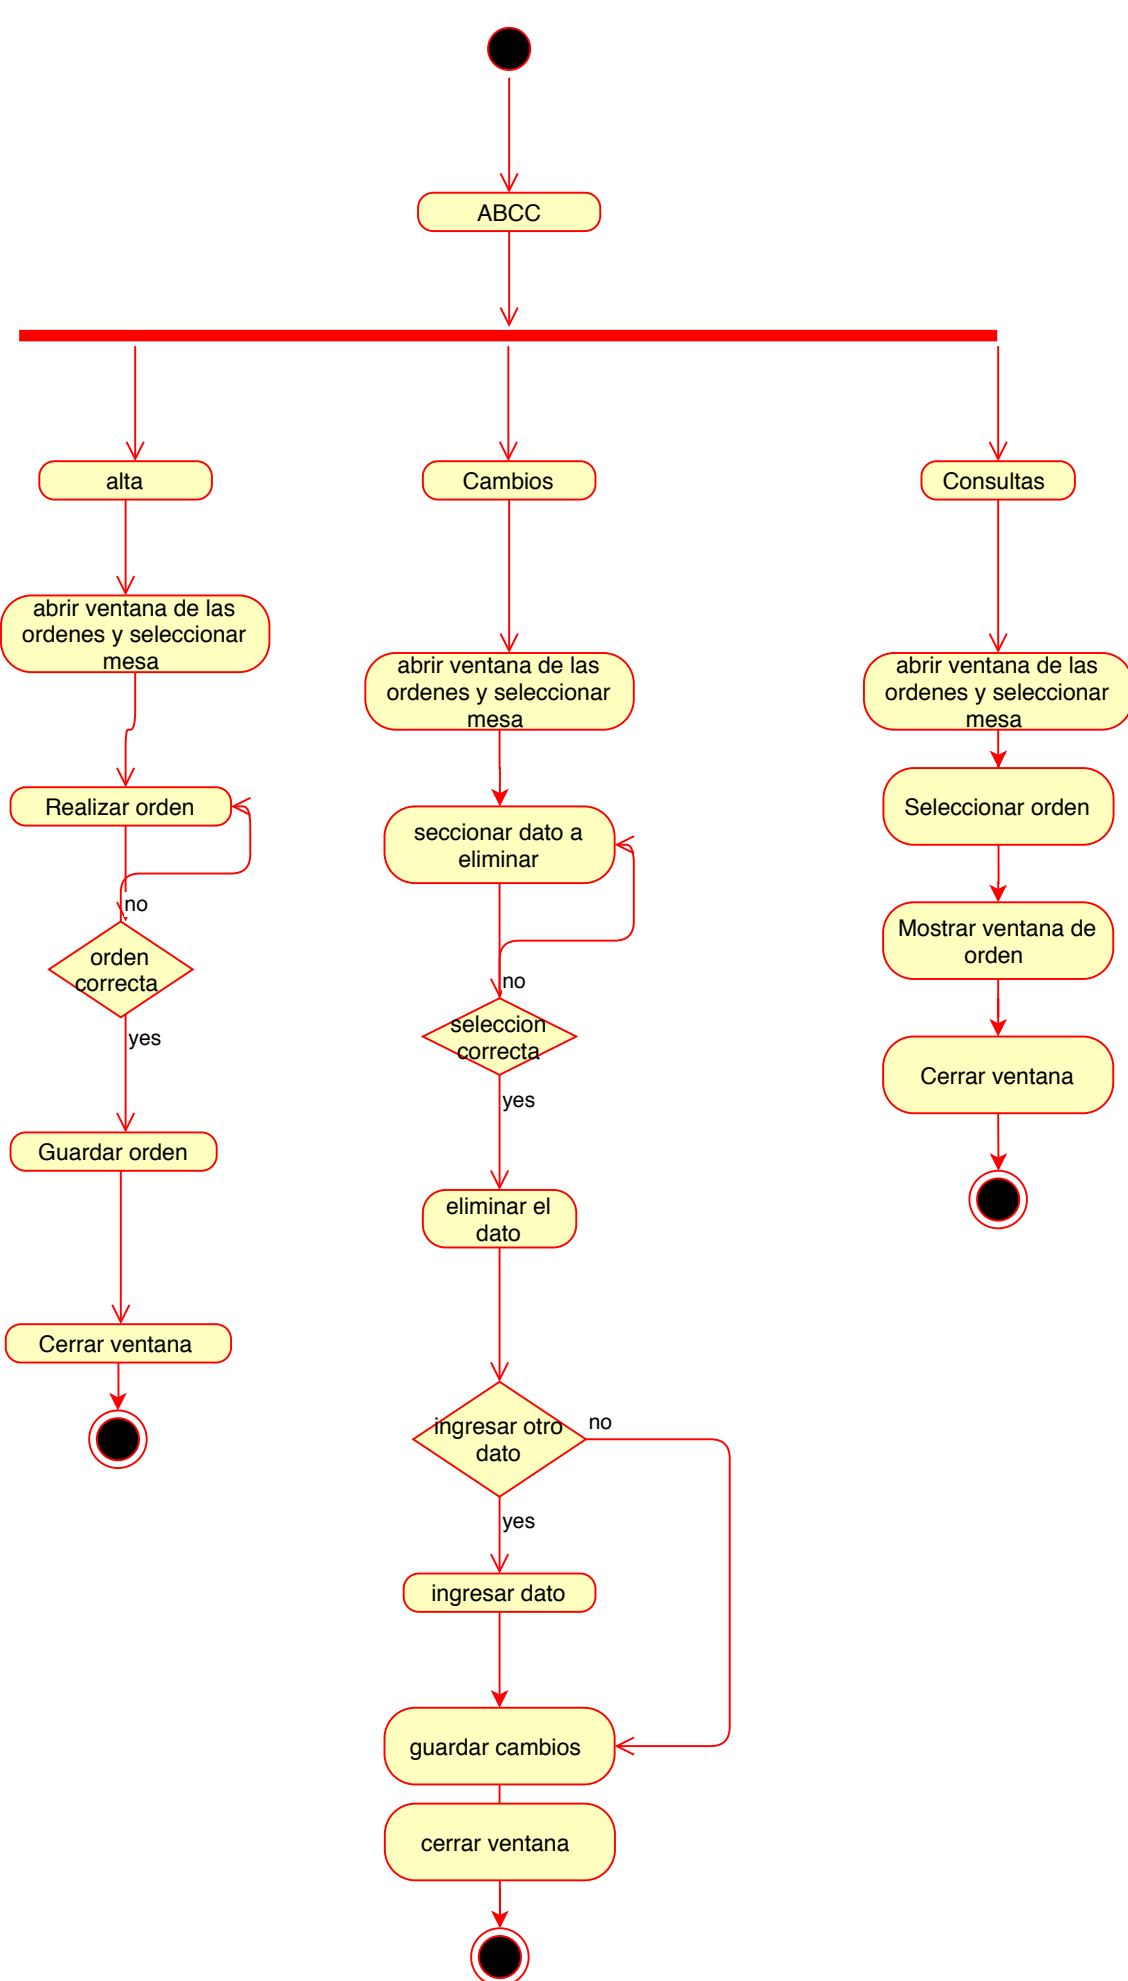 ABCC
alta
abrir ventana de las
ordenes y seleccionar
mesa
Realizar orden
no
orden
correcta
yes
Guardar orden
Cerrar ventana
Cambios
abrir ventana de las
ordenes y seleccionar
mesa
seccionar dato a
eliminar
no
seleccion
correcta
yes
eliminar el
dato
ingresar otro
dato
no
yes
ingresar dato
guardar cambios
cerrar ventana
Consultas
abrir ventana de las
ordenes y seleccionar
mesa
Seleccionar orden
Mostrar ventana de
orden
Cerrar ventana